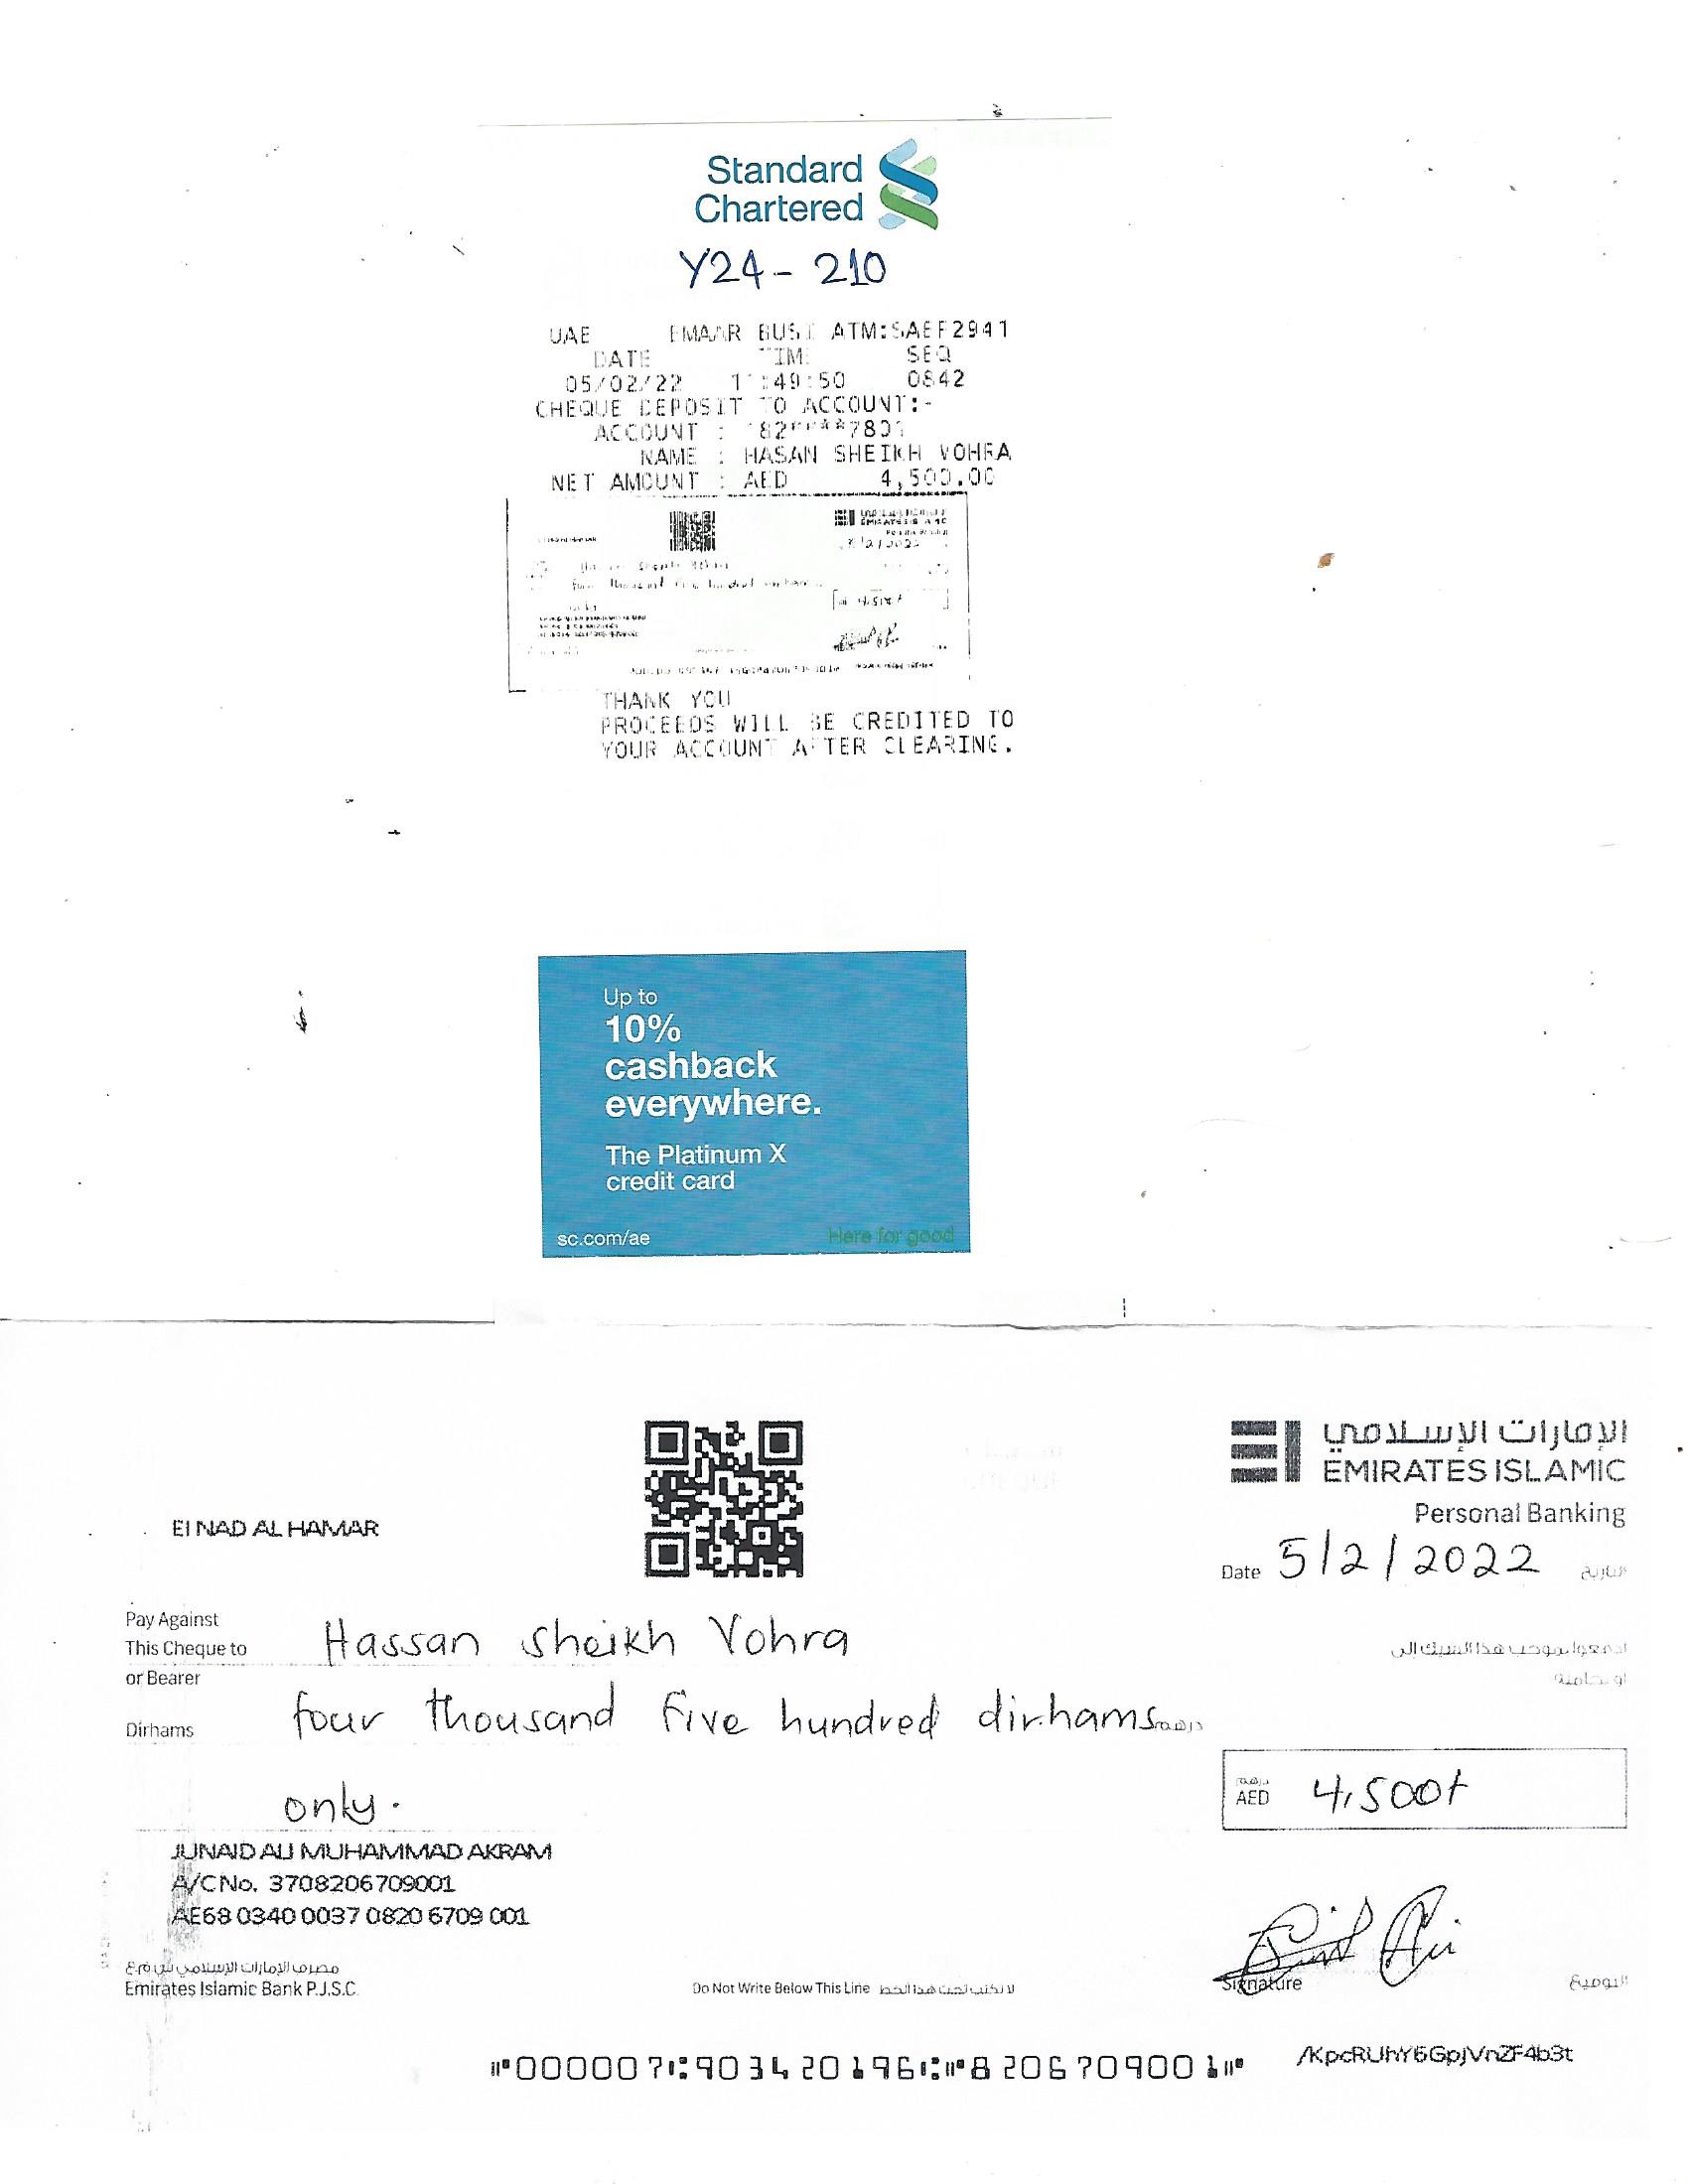 Standard
Chartered
Y24 - 210
UAE EMAAR BUSI ATM:SAEF2941
DATE TIME SEQ
05/02/22 :49:50 0842
CHEQUE DEPOSIT TO ACCOUNT:-
ACCOUNT :
NAME : HASAN SHEIKH VOHRA
NET AMOUNT : AED 4,500.00
THANK YOU
PROCEEDS WILL BE CREDITED TO
YOUR ACCOUNT AFTER CLEARING.
Up to
10%
cashback
everywhere.
The Platinum X
credit card
sc.com/ae Here for good
الإمارات الإسلامي
EMIRATES ISLAMIC
Personal Banking
EI NAD AL HAMAR
Date 5/2/2022 التاريخ
Pay Against
This Cheque to Hassan Sheikh Vohra ادفعوا بموجب هذا الشيك إلى
or Bearer أو لحامله
Dirhams four thousand five hundred dirhams درهم
only.
درهم
AED 4,500/
JUNAID ALI MUHAMMAD AKRAM
A/C No. 3708206709001
AE68 0340 0037 0820 6709 001
مصرف الإمارات الإسلامي ش.م.ع
Emirates Islamic Bank P.J.S.C.
Do Not Write Below This Line لا تكتب تحت هذا الخط
Signature التوقيع
⑈000007⑆903420196⑆⑈8206709001⑈ /KpcRUhY6GpjVnZF4b3t